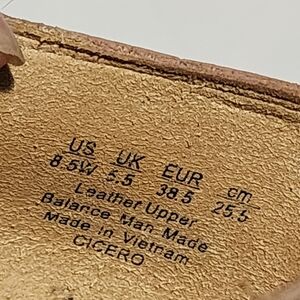 US UK EUR cm
8.5W 5.5 38.5 25.5
Leather Upper
Balance Man Made
Made in Vietnam
CICERO